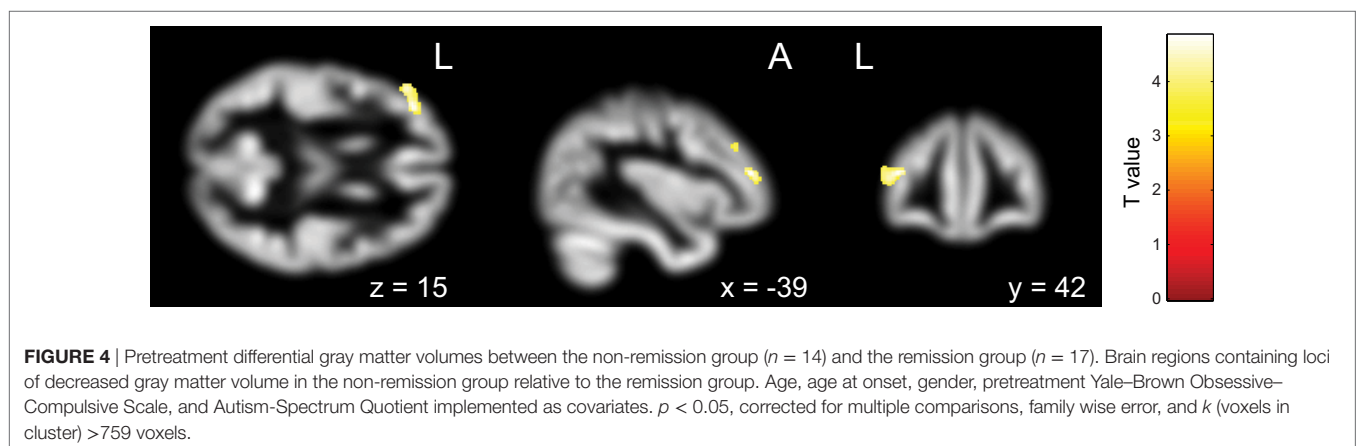 L
A
L
z = 15
x = -39
y = 42
4
3
2
1
0
T value
FIGURE 4 | Pretreatment differential gray matter volumes between the non-remission group (n = 14) and the remission group (n = 17). Brain regions containing loci
of decreased gray matter volume in the non-remission group relative to the remission group. Age, age at onset, gender, pretreatment Yale–Brown Obsessive–
Compulsive Scale, and Autism-Spectrum Quotient implemented as covariates. p < 0.05, corrected for multiple comparisons, family wise error, and k (voxels in
cluster) >759 voxels.